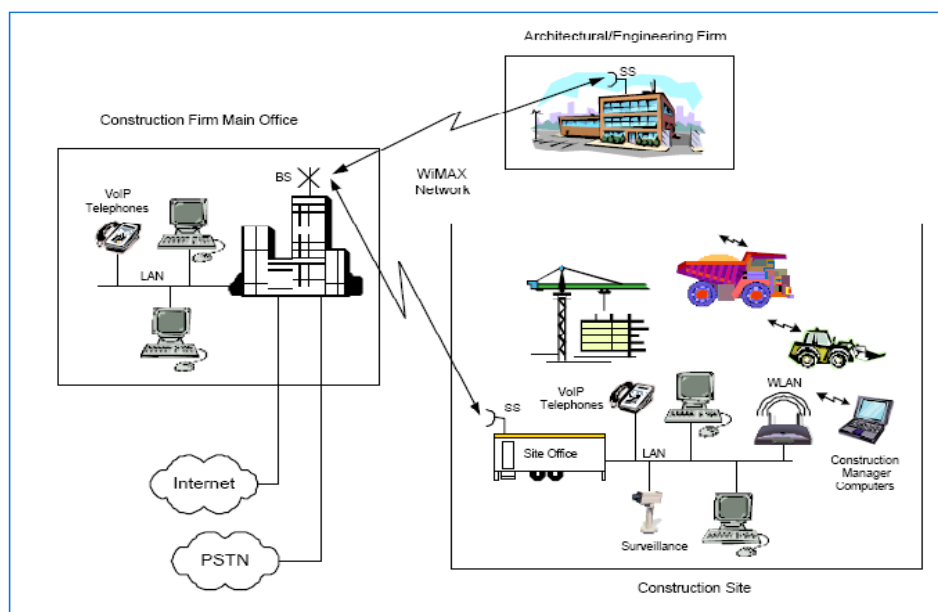 Architectural/Engineering Firm
SS
Construction Firm Main Office
BS
WiMAX
Network
VoIP
Telephones
LAN
WLAN
VoIP
Telephones
SS
Site Office
LAN
Construction
Manager
Computers
Internet
Surveillance
PSTN
Construction Site